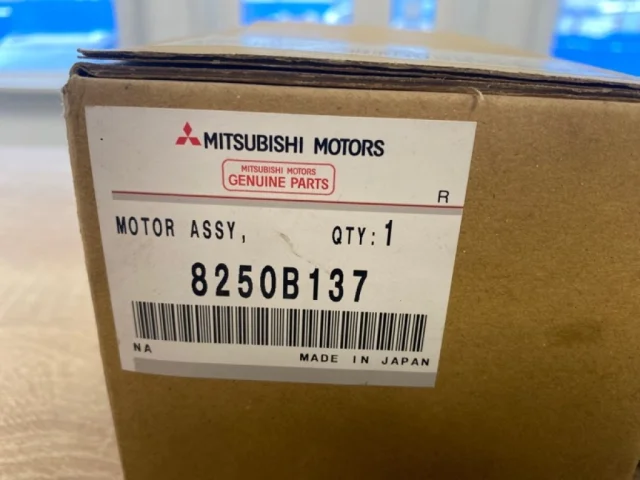 MITSUBISHI MOTORS
MITSUBISHI MOTORS
GENUINE PARTS
R
MOTOR ASSY, QTY:1
8250B137
NA
MADE IN JAPAN